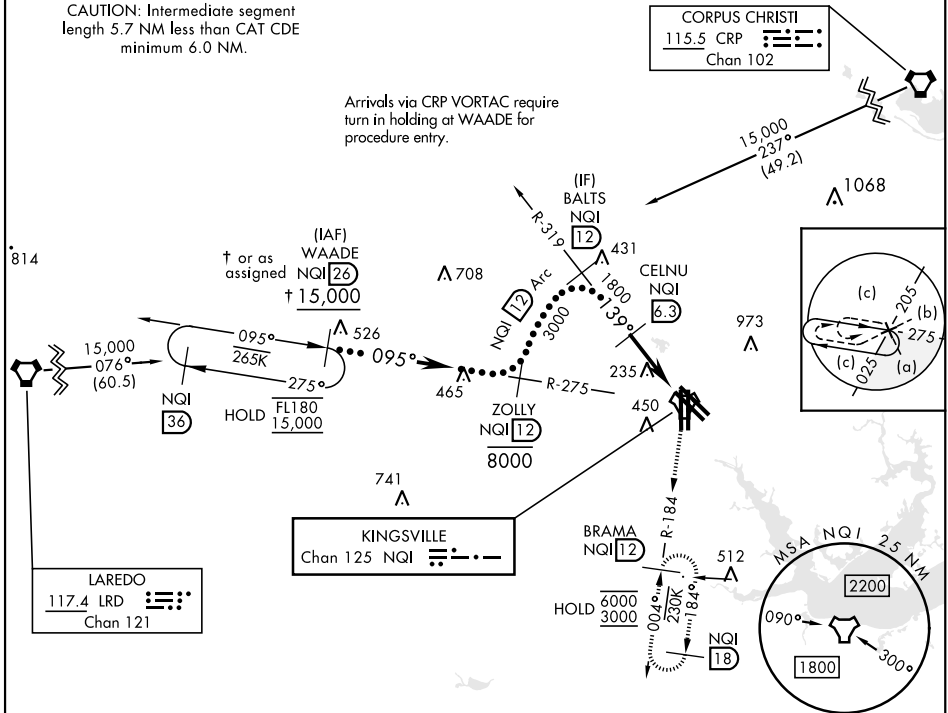 CAUTION: Intermediate segment
length 5.7 NM less than CAT CDE
minimum 6.0 NM.
CORPUS CHRISTI
115.5 CRP
Chan 102
Arrivals via CRP VORTAC require
turn in holding at WAADE for
procedure entry.
15,000
237°
(49.2)
1068
(IF)
BALTS
NQI
12
R-319
431
814
† or as
assigned
(IAF)
WAADE
NQI 26
† 15,000
708
NQI 12 Arc
3000
1800
139°
CELNU
NQI
6.3
973
(c)
205
(b)
275
(c)
025
(a)
526
15,000
076°
(60.5)
095°
265K
275°
095°
NQI
36
HOLD
FL180
15,000
465
R-275
235
450
ZOLLY
NQI 12
8000
741
KINGSVILLE
Chan 125 NQI
R-184
BRAMA
NQI 12
512
HOLD
6000
3000
004°
230K
184°
NQI
18
LAREDO
117.4 LRD
Chan 121
MSA NQI 25 NM
2200
090°
1800
300°